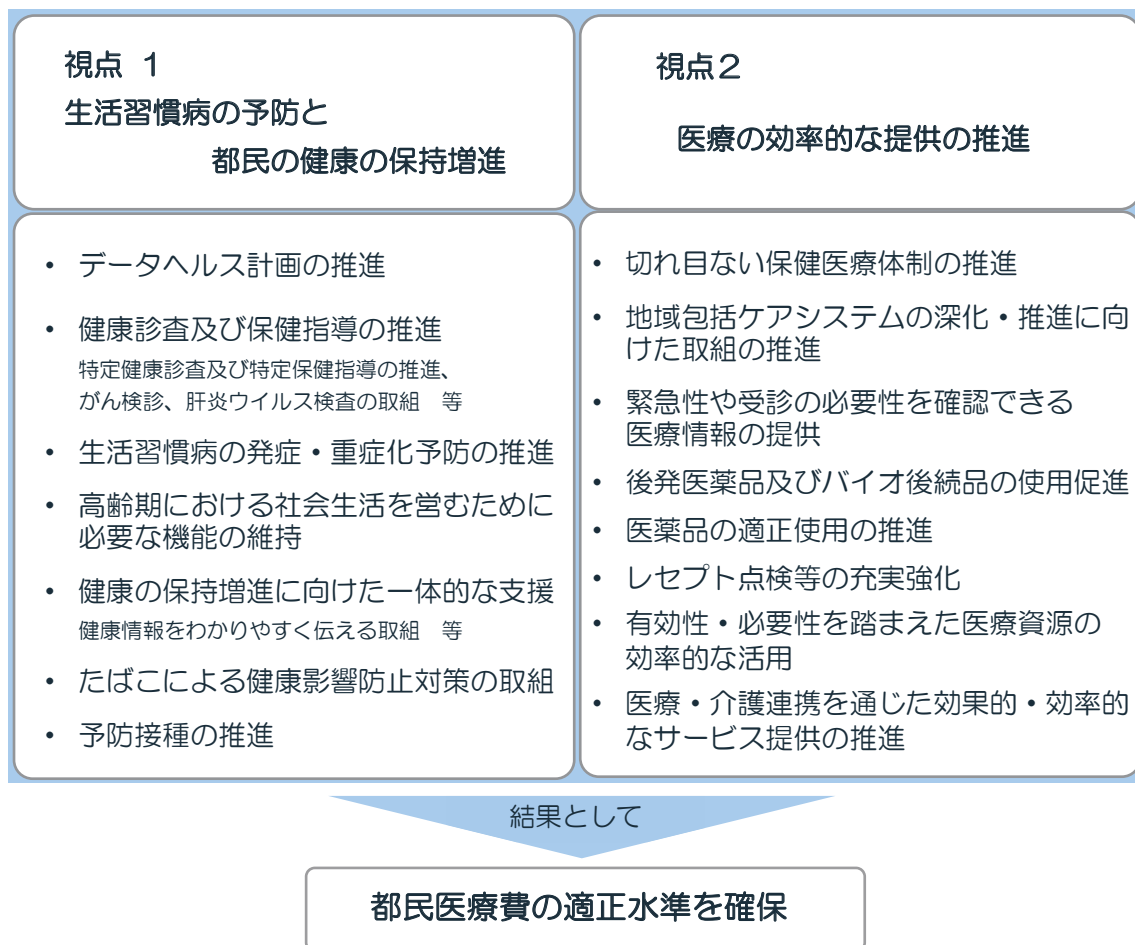 視点 1
生活習慣病の予防と
都民の健康の保持増進
・ データヘルス計画の推進
・ 健康診査及び保健指導の推進
特定健康診査及び特定保健指導の推進、
がん検診、肝炎ウイルス検査の取組 等
・ 生活習慣病の発症・重症化予防の推進
・ 高齢期における社会生活を営むために
必要な機能の維持
・ 健康の保持増進に向けた一体的な支援
健康情報をわかりやすく伝える取組 等
・ たばこによる健康影響防止対策の取組
・ 予防接種の推進
視点2
医療の効率的な提供の推進
・ 切れ目ない保健医療体制の推進
・ 地域包括ケアシステムの深化・推進に向
けた取組の推進
・ 緊急性や受診の必要性を確認できる
医療情報の提供
・ 後発医薬品及びバイオ後続品の使用促進
・ 医薬品の適正使用の推進
・ レセプト点検等の充実強化
・ 有効性・必要性を踏まえた医療資源の
効率的な活用
・ 医療・介護連携を通じた効果的・効率的
なサービス提供の推進
結果として
都民医療費の適正水準を確保